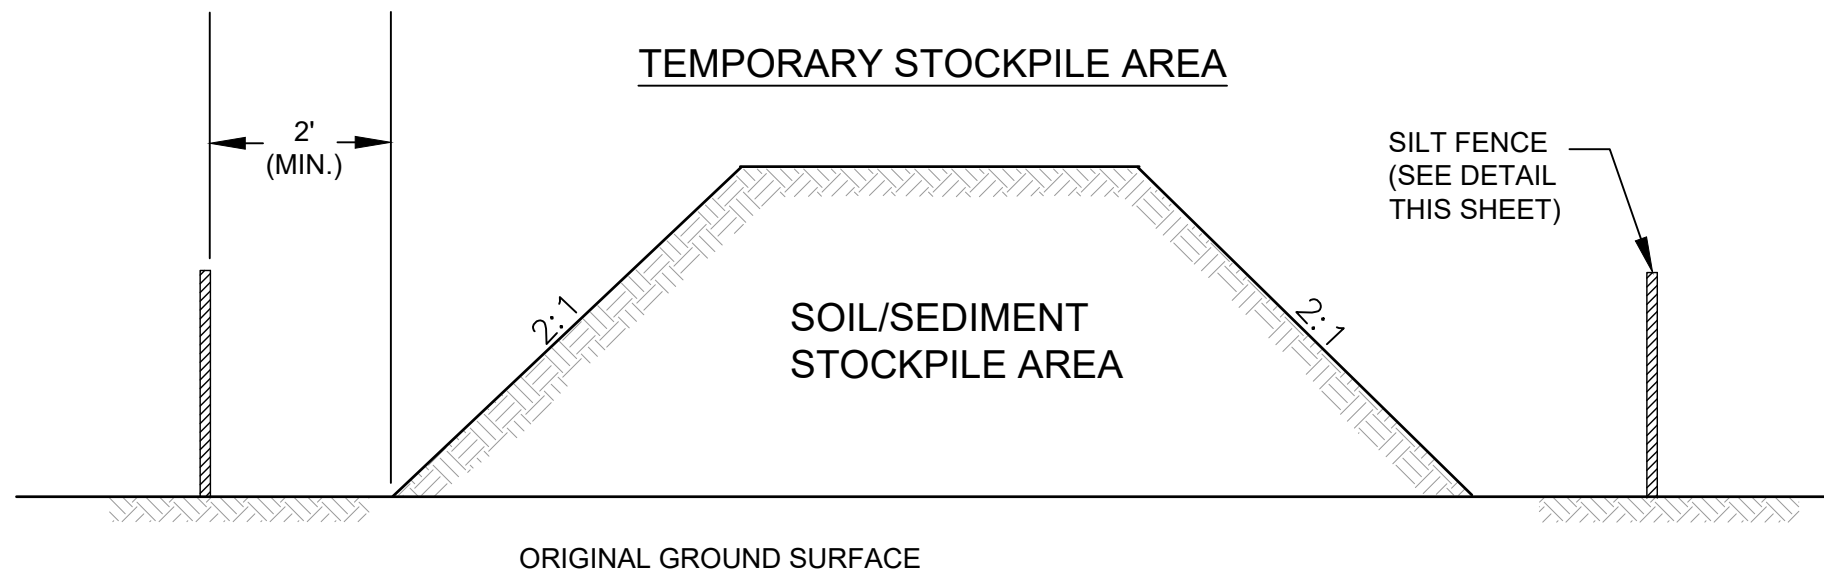 TEMPORARY STOCKPILE AREA
2'
(MIN.)
SILT FENCE
(SEE DETAIL
THIS SHEET)
2:1
SOIL/SEDIMENT
STOCKPILE AREA
2:1
ORIGINAL GROUND SURFACE